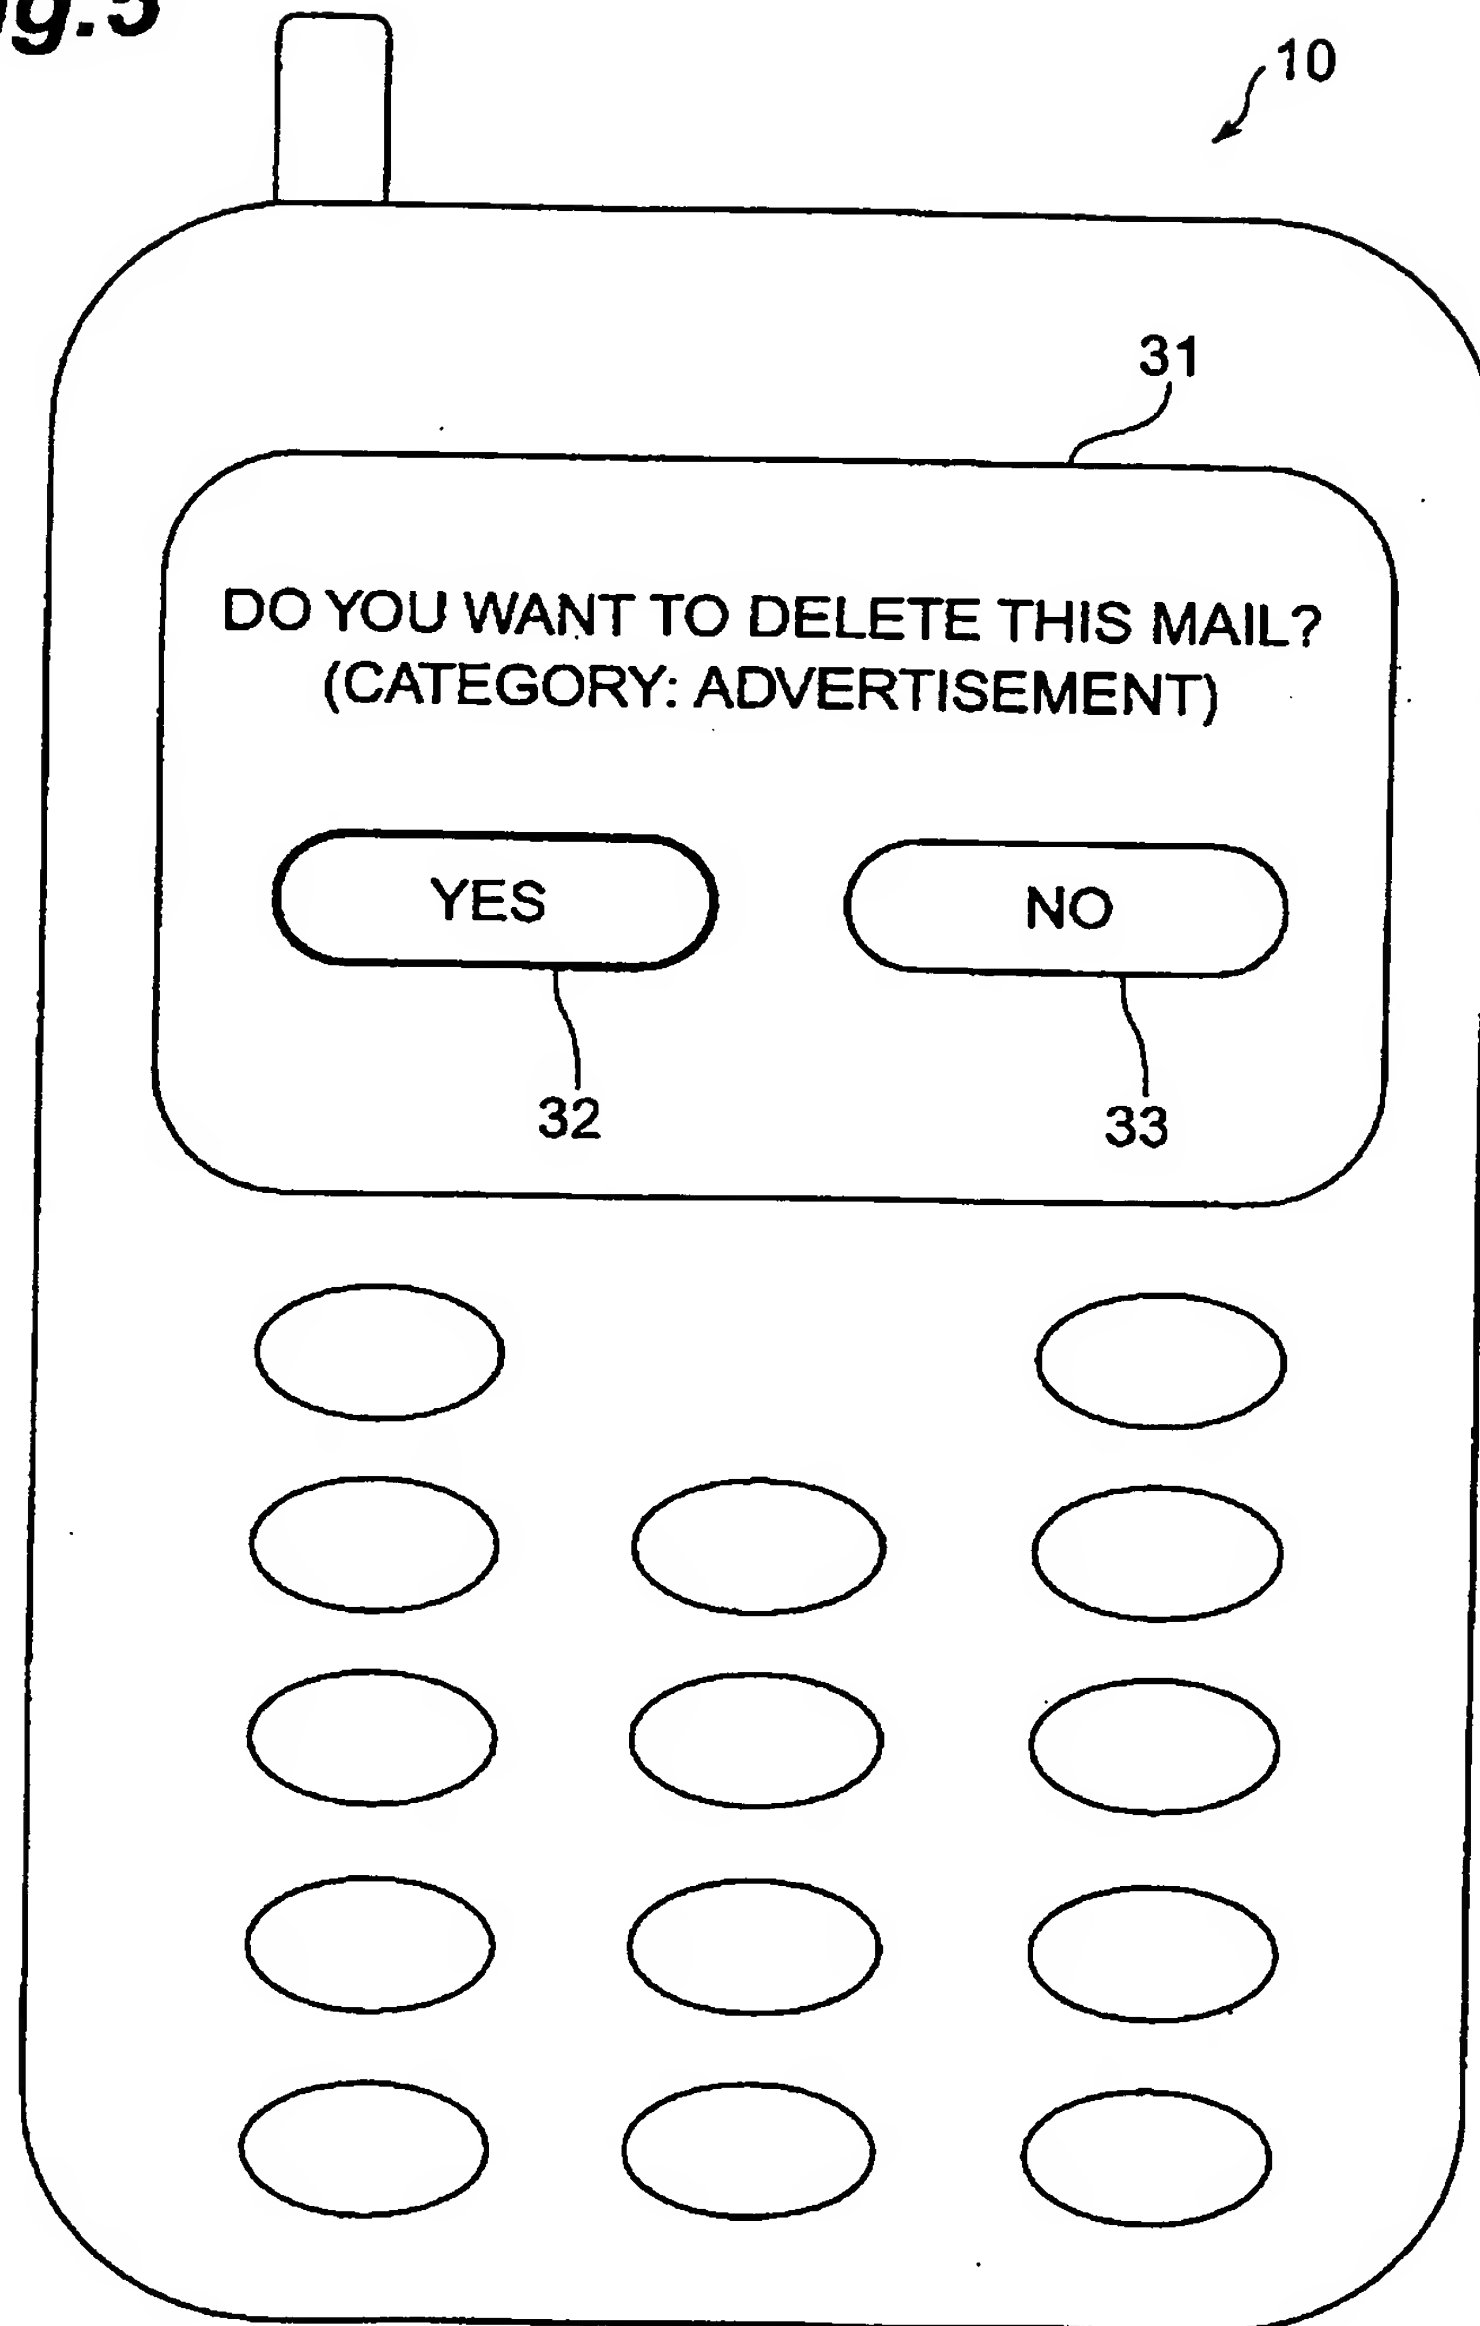 10
31
DO YOU WANT TO DELETE THIS MAIL?
(CATEGORY: ADVERTISEMENT)
YES NO
32 33